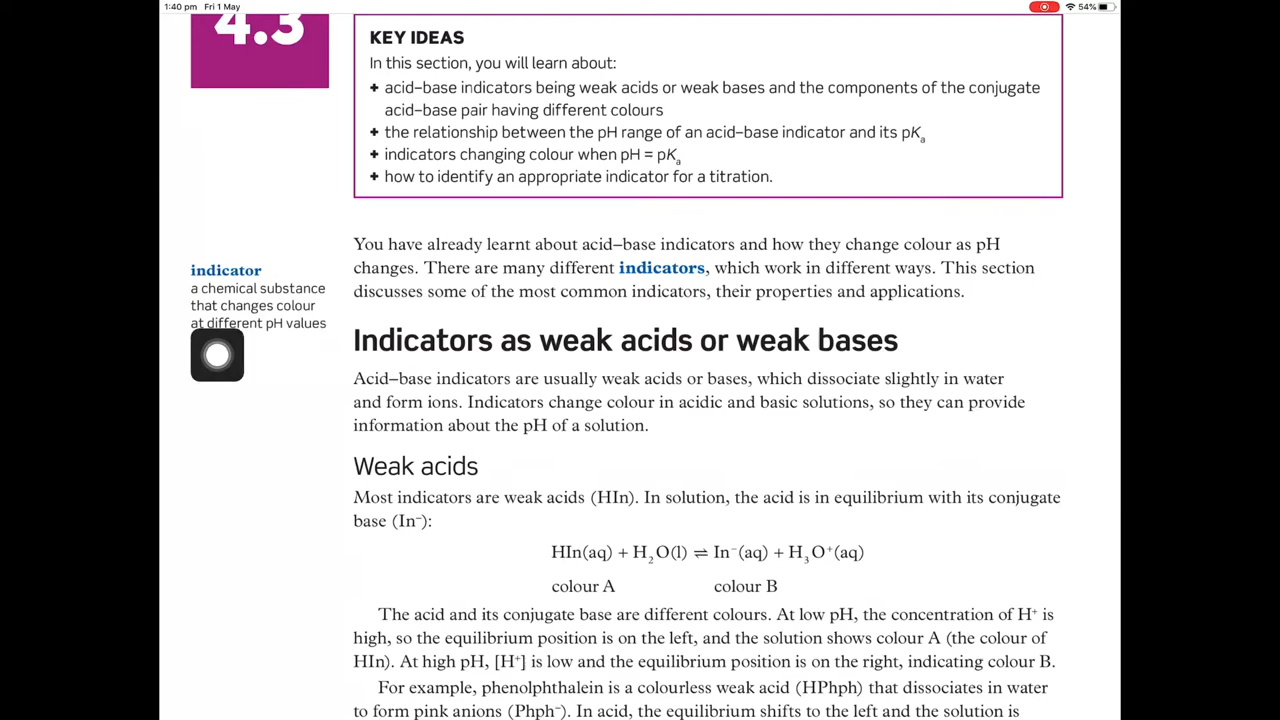 1:40 pm Fri 1 May
54%
4.3
KEY IDEAS
In this section, you will learn about:
+ acid–base indicators being weak acids or weak bases and the components of the conjugate
acid–base pair having different colours
+ the relationship between the pH range of an acid–base indicator and its pKₐ
+ indicators changing colour when pH = pKₐ
+ how to identify an appropriate indicator for a titration.
You have already learnt about acid–base indicators and how they change colour as pH
changes. There are many different indicators, which work in different ways. This section
discusses some of the most common indicators, their properties and applications.
indicator
a chemical substance
that changes colour
at different pH values
Indicators as weak acids or weak bases
Acid–base indicators are usually weak acids or bases, which dissociate slightly in water
and form ions. Indicators change colour in acidic and basic solutions, so they can provide
information about the pH of a solution.
Weak acids
Most indicators are weak acids (HIn). In solution, the acid is in equilibrium with its conjugate
base (In⁻):
HIn(aq) + H₂O(l) ⇌ In⁻(aq) + H₃O⁺(aq)
colour A colour B
The acid and its conjugate base are different colours. At low pH, the concentration of H⁺ is
high, so the equilibrium position is on the left, and the solution shows colour A (the colour of
HIn). At high pH, [H⁺] is low and the equilibrium position is on the right, indicating colour B.
For example, phenolphthalein is a colourless weak acid (HPhph) that dissociates in water
to form pink anions (Phph⁻). In acid, the equilibrium shifts to the left and the solution is